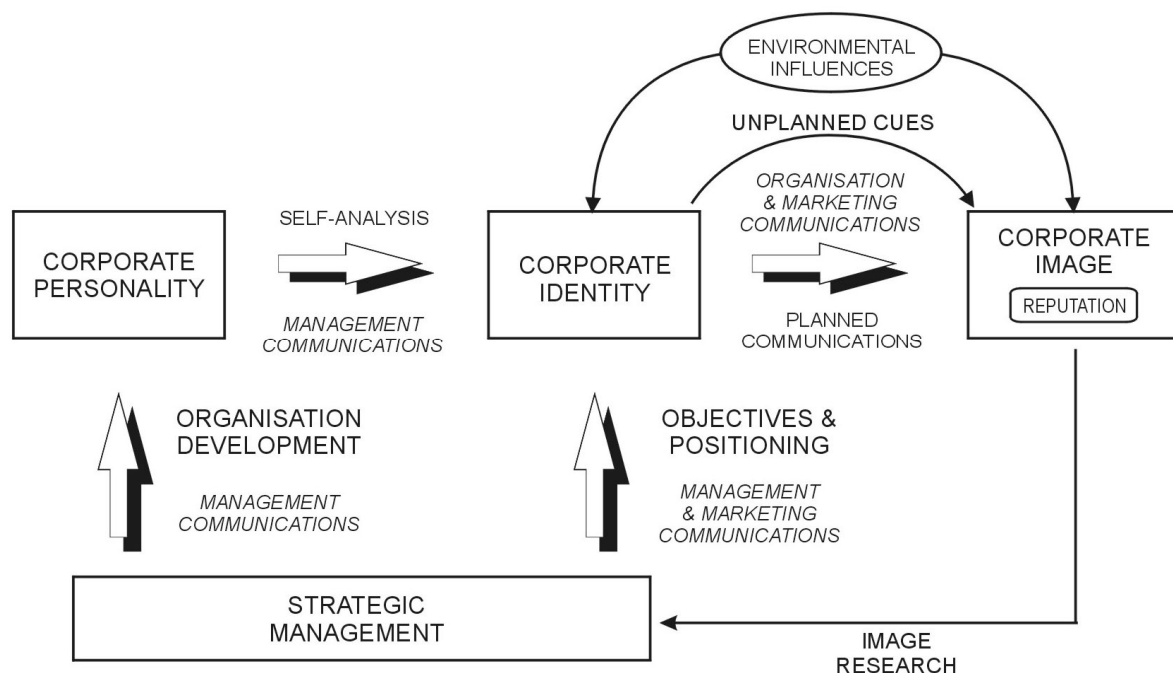 ENVIRONMENTAL
INFLUENCES
UNPLANNED CUES
ORGANISATION
& MARKETING
COMMUNICATIONS
SELF-ANALYSIS
CORPORATE
PERSONALITY
CORPORATE
IDENTITY
CORPORATE
IMAGE
REPUTATION
MANAGEMENT
COMMUNICATIONS
PLANNED
COMMUNICATIONS
ORGANISATION
DEVELOPMENT
MANAGEMENT
COMMUNICATIONS
OBJECTIVES &
POSITIONING
MANAGEMENT
& MARKETING
COMMUNICATIONS
STRATEGIC
MANAGEMENT
IMAGE
RESEARCH